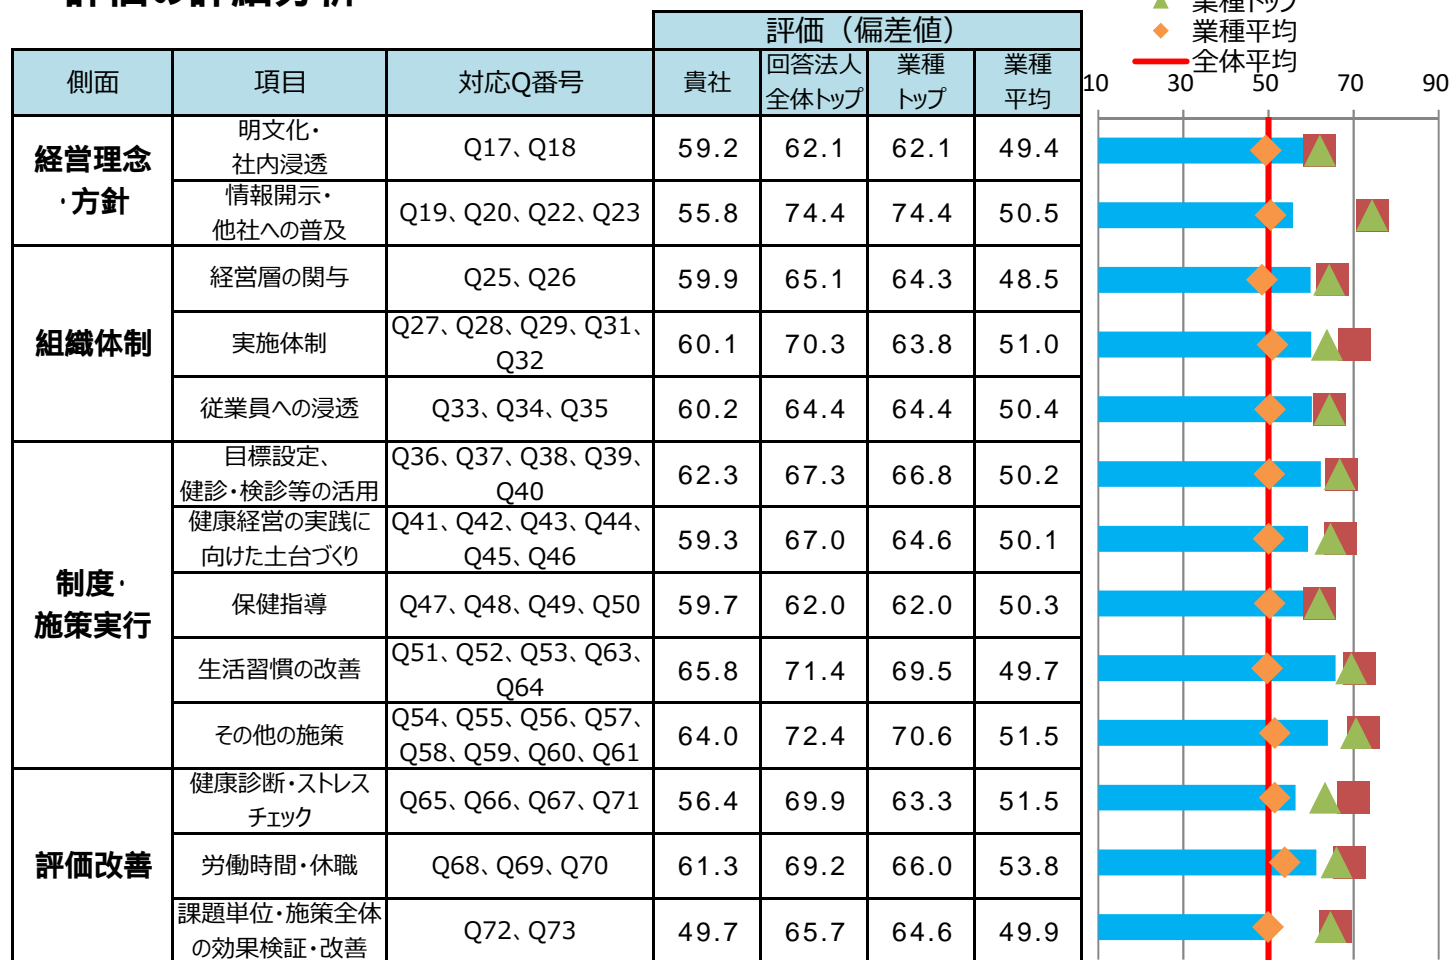 評価の詳細分析
業種トップ
業種平均
全体平均
評価（偏差値）
側面 項目 対応Q番号 貴社 回答法人全体トップ 業種トップ 業種平均
10 30 50 70 90
経営理念・方針
明文化・社内浸透 Q17、Q18 59.2 62.1 62.1 49.4
情報開示・他社への普及 Q19、Q20、Q22、Q23 55.8 74.4 74.4 50.5
組織体制
経営層の関与 Q25、Q26 59.9 65.1 64.3 48.5
実施体制 Q27、Q28、Q29、Q31、Q32 60.1 70.3 63.8 51.0
従業員への浸透 Q33、Q34、Q35 60.2 64.4 64.4 50.4
制度・施策実行
目標設定、健診・検診等の活用 Q36、Q37、Q38、Q39、Q40 62.3 67.3 66.8 50.2
健康経営の実践に向けた土台づくり Q41、Q42、Q43、Q44、Q45、Q46 59.3 67.0 64.6 50.1
保健指導 Q47、Q48、Q49、Q50 59.7 62.0 62.0 50.3
生活習慣の改善 Q51、Q52、Q53、Q63、Q64 65.8 71.4 69.5 49.7
その他の施策 Q54、Q55、Q56、Q57、Q58、Q59、Q60、Q61 64.0 72.4 70.6 51.5
評価改善
健康診断・ストレスチェック Q65、Q66、Q67、Q71 56.4 69.9 63.3 51.5
労働時間・休職 Q68、Q69、Q70 61.3 69.2 66.0 53.8
課題単位・施策全体の効果検証・改善 Q72、Q73 49.7 65.7 64.6 49.9